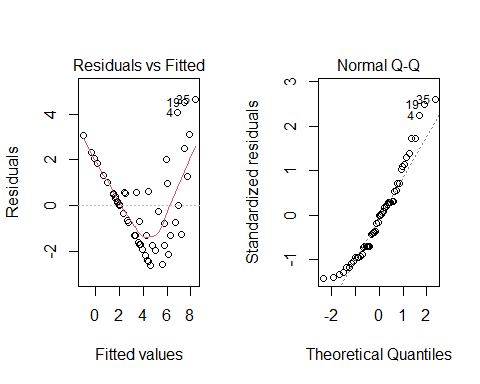 Residuals vs Fitted
Residuals
4
2
0
-2
19
35
4
0 2 4 6 8
Fitted values
Normal Q-Q
Standardized residuals
3
2
1
0
-1
19
35
4
-2 -1 0 1 2
Theoretical Quantiles